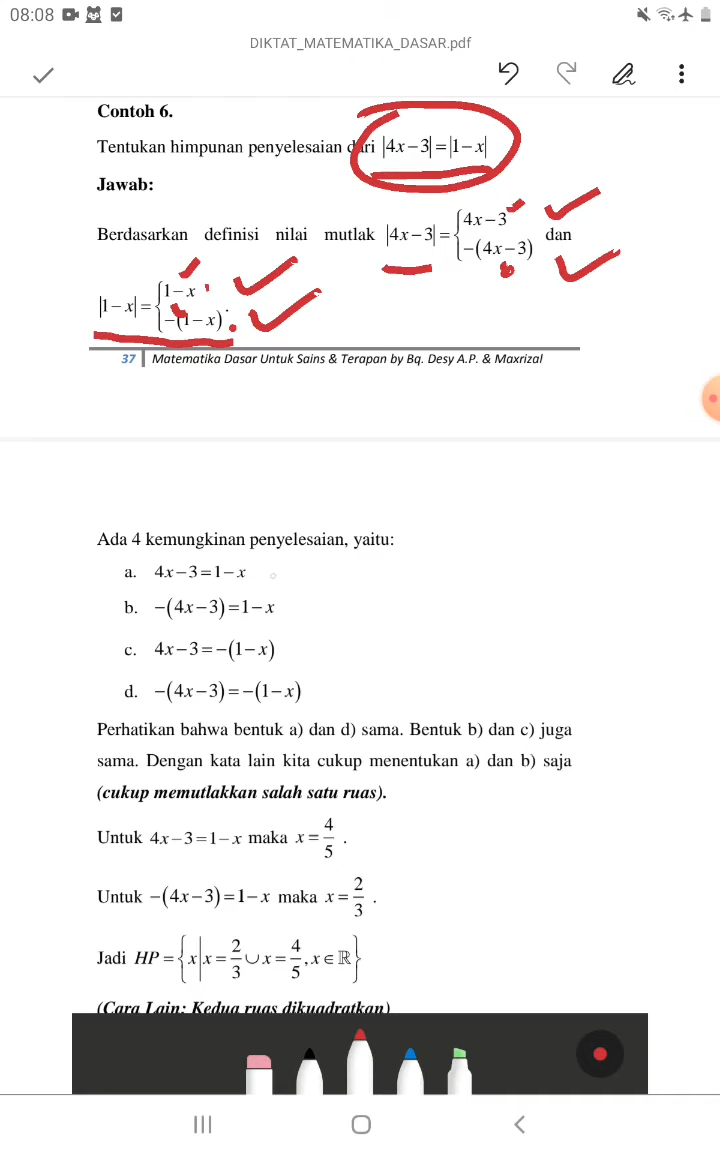 08:08
DIKTAT_MATEMATIKA_DASAR.pdf
Contoh 6.
Tentukan himpunan penyelesaian dari |4x−3|=|1−x|
Jawab:
Berdasarkan definisi nilai mutlak |4x−3|={4x−3 −(4x−3) dan
|1−x|={1−x −(1−x).
37 | Matematika Dasar Untuk Sains & Terapan by Bq. Desy A.P. & Maxrizal
Ada 4 kemungkinan penyelesaian, yaitu:
a. 4x−3=1−x
b. −(4x−3)=1−x
c. 4x−3=−(1−x)
d. −(4x−3)=−(1−x)
Perhatikan bahwa bentuk a) dan d) sama. Bentuk b) dan c) juga
sama. Dengan kata lain kita cukup menentukan a) dan b) saja
(cukup memutlakkan salah satu ruas).
Untuk 4x−3=1−x maka x=4/5.
Untuk −(4x−3)=1−x maka x=2/3.
Jadi HP={x|x=2/3∪x=4/5,x∈ℝ}
(Cara Lain: Kedua ruas dikuadratkan)